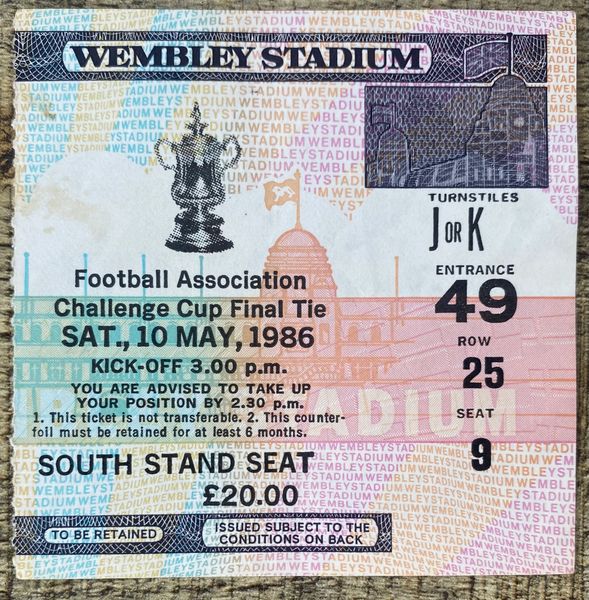 WEMBLEY STADIUM
TURNSTILES
J OR K
ENTRANCE
49
ROW
25
SEAT
9
Football Association
Challenge Cup Final Tie
SAT., 10 MAY, 1986
KICK-OFF 3.00 p.m.
YOU ARE ADVISED TO TAKE UP
YOUR POSITION BY 2.30 p.m.
1. This ticket is not transferable. 2. This counter-
foil must be retained for at least 6 months.
SOUTH STAND SEAT
£20.00
TO BE RETAINED
ISSUED SUBJECT TO THE
CONDITIONS ON BACK